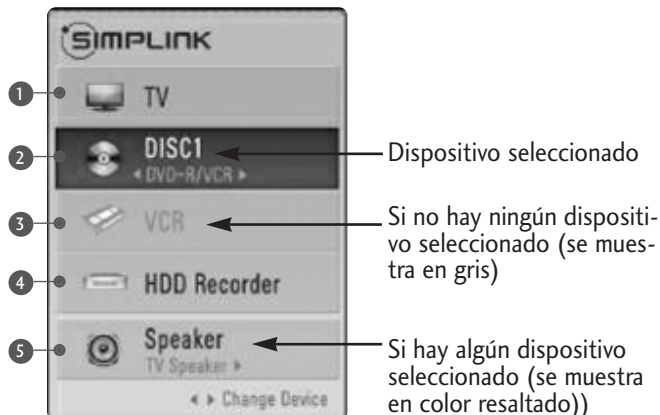 SIMPLINK
1 TV
2 DISC1
◄ DVD-R/VCR ►
Dispositivo seleccionado
3 VCR
Si no hay ningún dispositi-
vo seleccionado (se mues-
tra en gris)
4 HDD Recorder
5 Speaker
TV Speaker ►
Si hay algún dispositivo
seleccionado (se muestra
en color resaltado))
◄ ► Change Device